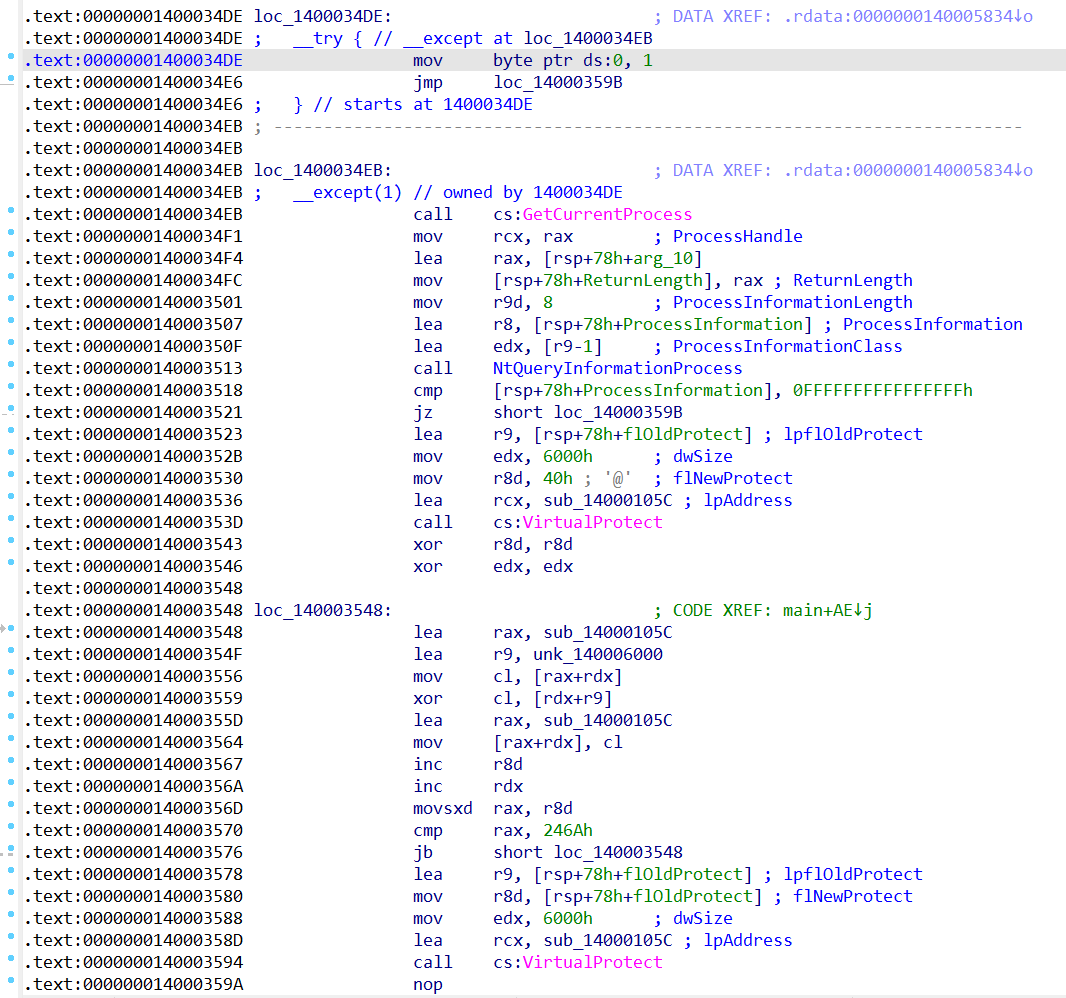 .text:00000001400034DE loc_1400034DE: ; DATA XREF: .rdata:0000000140005834↓o
.text:00000001400034DE ; __try { // __except at loc_1400034EB
.text:00000001400034DE mov byte ptr ds:0, 1
.text:00000001400034E6 jmp loc_14000359B
.text:00000001400034E6 ; } // starts at 1400034DE
.text:00000001400034EB ; ---------------------------------------------------------------------------
.text:00000001400034EB
.text:00000001400034EB loc_1400034EB: ; DATA XREF: .rdata:0000000140005834↓o
.text:00000001400034EB ; __except(1) // owned by 1400034DE
.text:00000001400034EB call cs:GetCurrentProcess
.text:00000001400034F1 mov rcx, rax ; ProcessHandle
.text:00000001400034F4 lea rax, [rsp+78h+arg_10]
.text:00000001400034FC mov [rsp+78h+ReturnLength], rax ; ReturnLength
.text:0000000140003501 mov r9d, 8 ; ProcessInformationLength
.text:0000000140003507 lea r8, [rsp+78h+ProcessInformation] ; ProcessInformation
.text:000000014000350F lea edx, [r9-1] ; ProcessInformationClass
.text:0000000140003513 call NtQueryInformationProcess
.text:0000000140003518 cmp [rsp+78h+ProcessInformation], 0FFFFFFFFFFFFFFFFh
.text:0000000140003521 jz short loc_14000359B
.text:0000000140003523 lea r9, [rsp+78h+flOldProtect] ; lpflOldProtect
.text:000000014000352B mov edx, 6000h ; dwSize
.text:0000000140003530 mov r8d, 40h ; '@' ; flNewProtect
.text:0000000140003536 lea rcx, sub_14000105C ; lpAddress
.text:000000014000353D call cs:VirtualProtect
.text:0000000140003543 xor r8d, r8d
.text:0000000140003546 xor edx, edx
.text:0000000140003548
.text:0000000140003548 loc_140003548: ; CODE XREF: main+AE↓j
.text:0000000140003548 lea rax, sub_14000105C
.text:000000014000354F lea r9, unk_140006000
.text:0000000140003556 mov cl, [rax+rdx]
.text:0000000140003559 xor cl, [rdx+r9]
.text:000000014000355D lea rax, sub_14000105C
.text:0000000140003564 mov [rax+rdx], cl
.text:0000000140003567 inc r8d
.text:000000014000356A inc rdx
.text:000000014000356D movsxd rax, r8d
.text:0000000140003570 cmp rax, 246Ah
.text:0000000140003576 jb short loc_140003548
.text:0000000140003578 lea r9, [rsp+78h+flOldProtect] ; lpflOldProtect
.text:0000000140003580 mov r8d, [rsp+78h+flOldProtect] ; flNewProtect
.text:0000000140003588 mov edx, 6000h ; dwSize
.text:000000014000358D lea rcx, sub_14000105C ; lpAddress
.text:0000000140003594 call cs:VirtualProtect
.text:000000014000359A nop